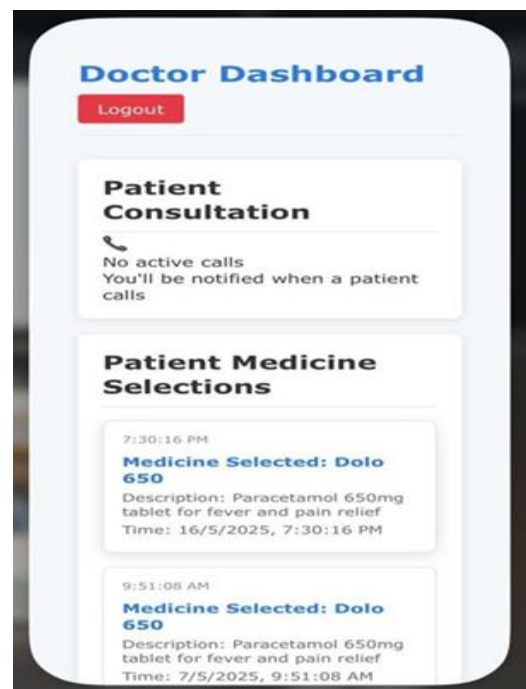 Doctor Dashboard
Logout
Patient
Consultation
No active calls
You'll be notified when a patient
calls
Patient Medicine
Selections
7:30:16 PM
Medicine Selected: Dolo
650
Description: Paracetamol 650mg
tablet for fever and pain relief
Time: 16/5/2025, 7:30:16 PM
9:51:08 AM
Medicine Selected: Dolo
650
Description: Paracetamol 650mg
tablet for fever and pain relief
Time: 7/5/2025, 9:51:08 AM